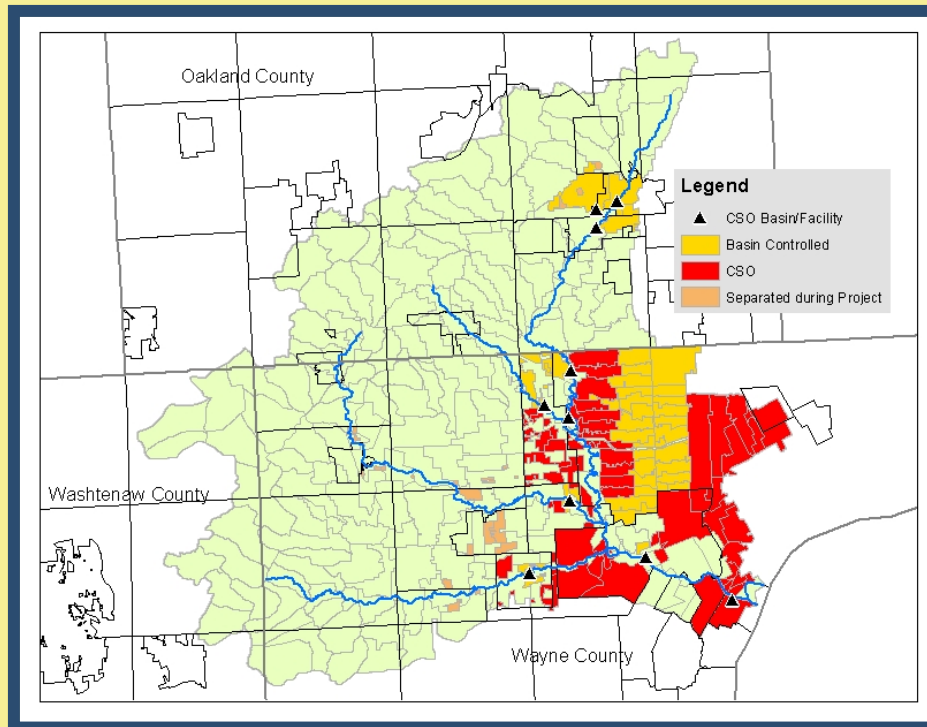 Oakland County
Legend
CSO Basin/Facility
Basin Controlled
CSO
Separated during Project
Washtenaw County
Wayne County